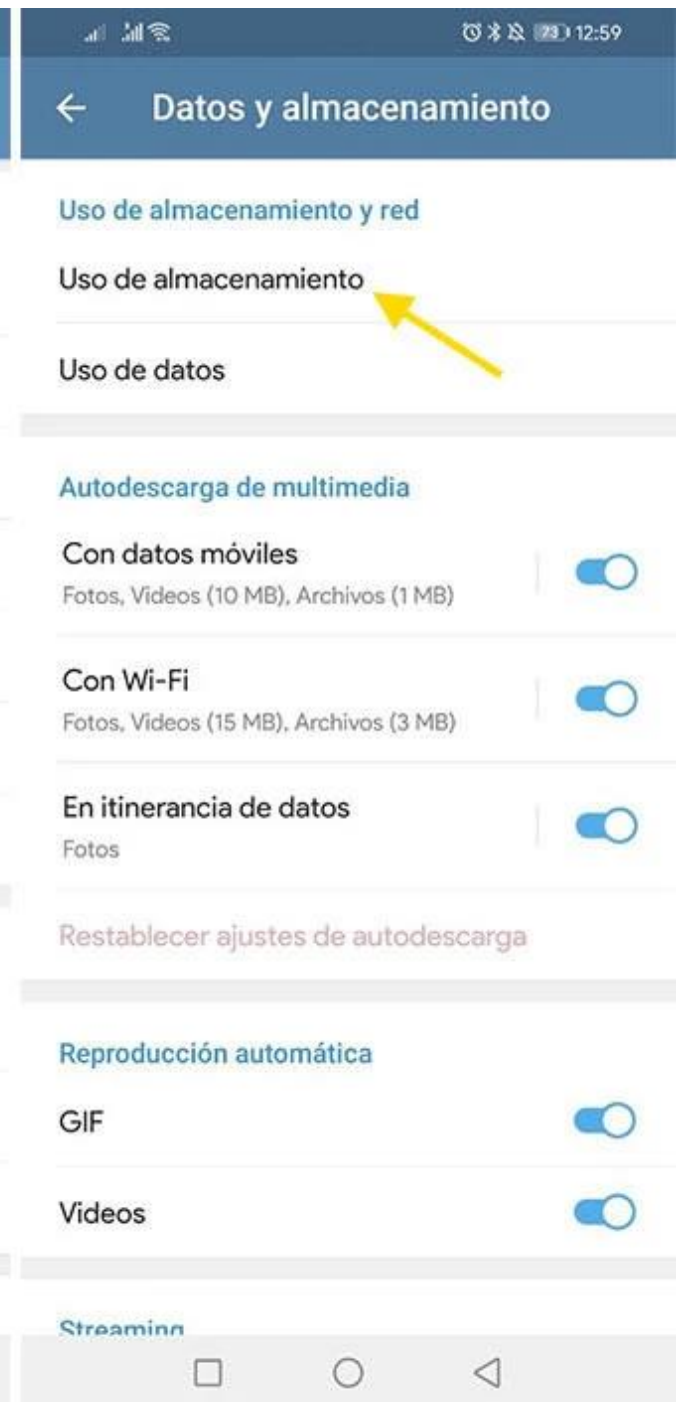 73 12:59
Datos y almacenamiento
Uso de almacenamiento y red
Uso de almacenamiento
Uso de datos
Autodescarga de multimedia
Con datos móviles
Fotos, Videos (10 MB), Archivos (1 MB)
Con Wi-Fi
Fotos, Videos (15 MB), Archivos (3 MB)
En itinerancia de datos
Fotos
Restablecer ajustes de autodescarga
Reproducción automática
GIF
Videos
Streaming